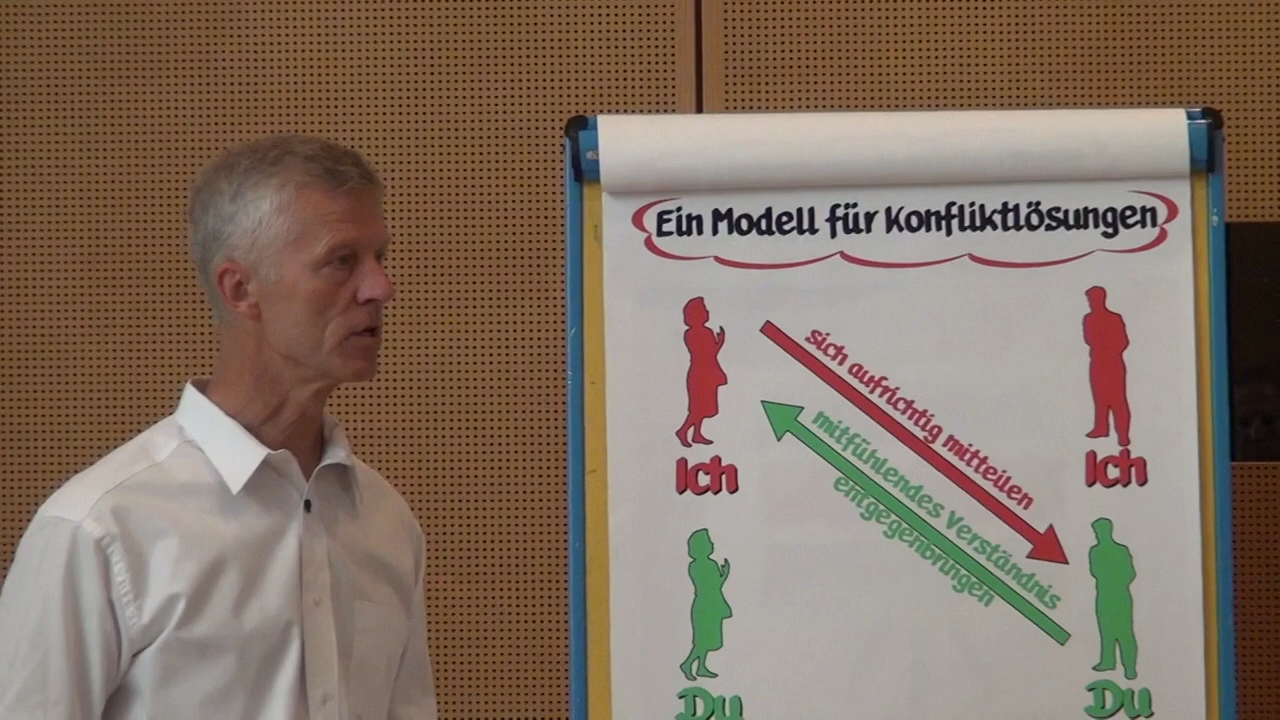 Ein Modell für Konfliktlösungen
sich aufrichtig mitteilen
mitfühlendes Verständnis
entgegenbringen
Ich
Ich
Du
Du